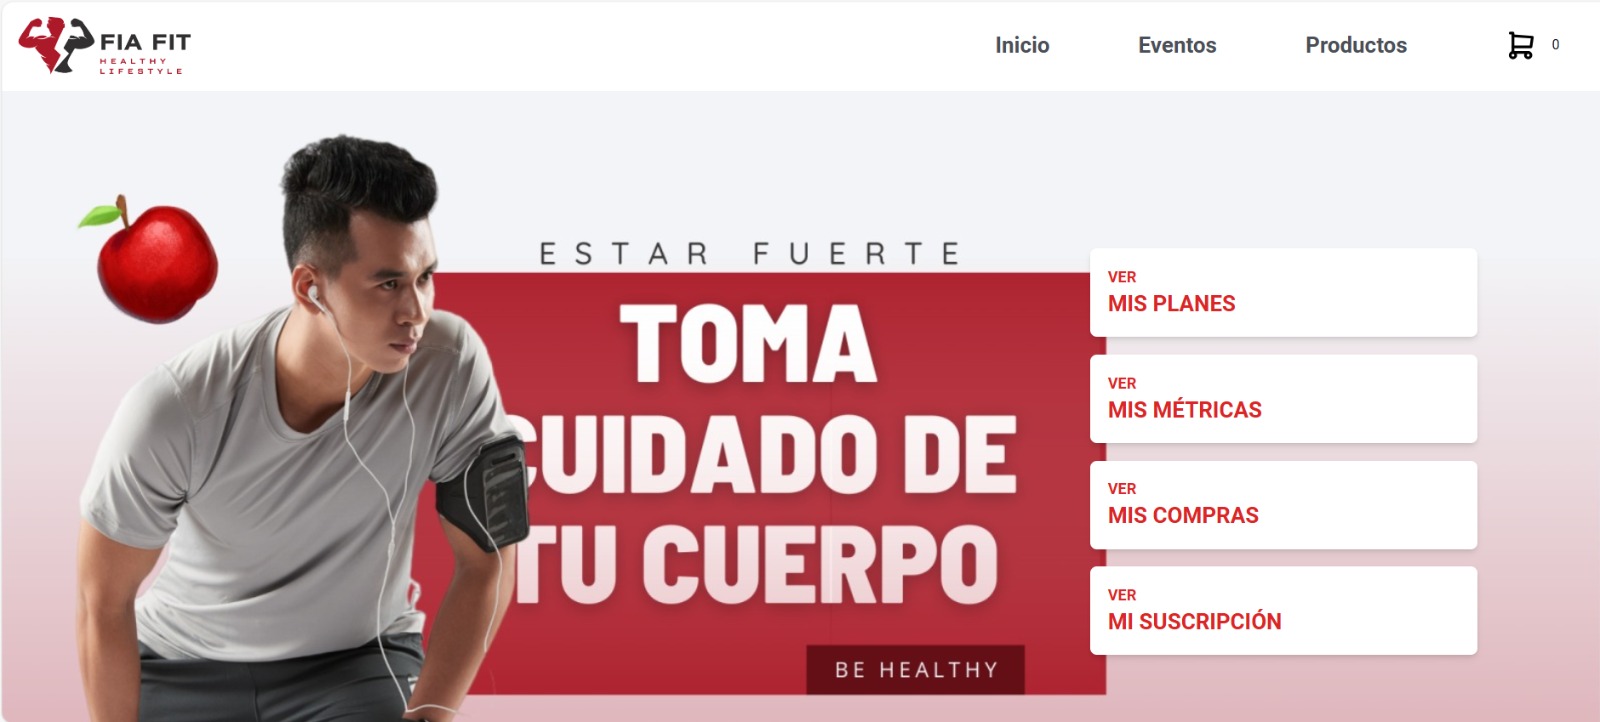 FIA FIT
HEALTHY
LIFESTYLE
Inicio
Eventos
Productos
0
ESTAR FUERTE
TOMA
CUIDADO DE
TU CUERPO
BE HEALTHY
VER
MIS PLANES
VER
MIS MÉTRICAS
VER
MIS COMPRAS
VER
MI SUSCRIPCIÓN